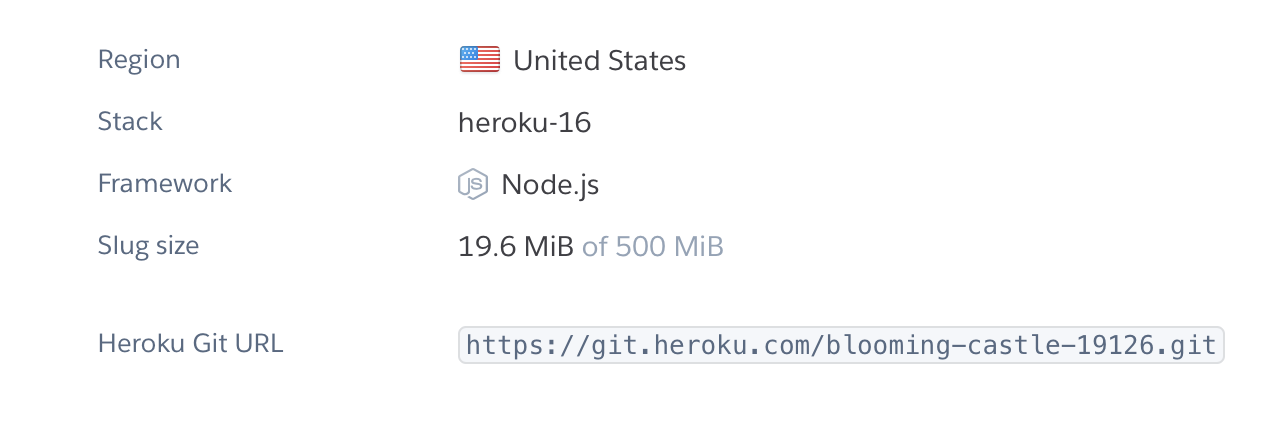 Region United States
Stack heroku-16
Framework JS Node.js
Slug size 19.6 MiB of 500 MiB
Heroku Git URL https://git.heroku.com/blooming-castle-19126.git